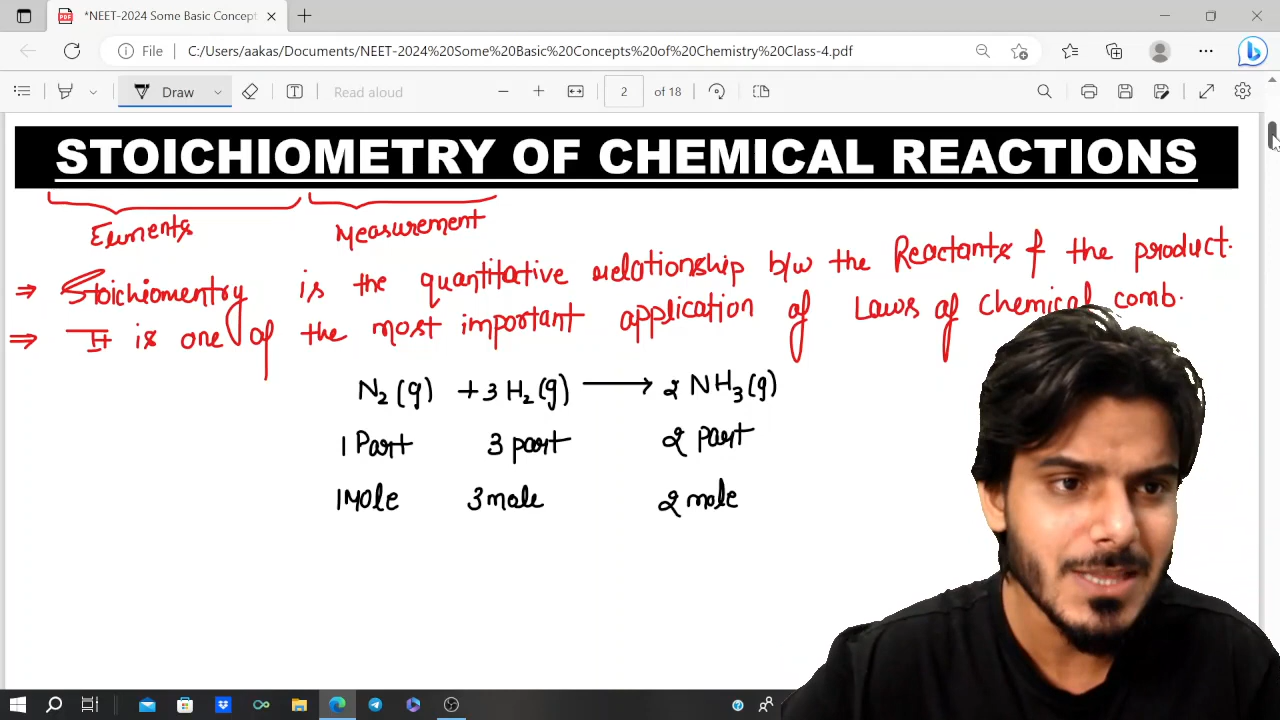 *NEET-2024 Some Basic Concept
File C:/Users/aakas/Documents/NEET-2024%20Some%20Basic%20Concepts%20of%20Chemistry%20Class-4.pdf
Draw Read aloud 2 of 18
STOICHIOMETRY OF CHEMICAL REACTIONS
Elements Measurement
⇒ Stoichiomentry is the quantitative relationship b/w the Reactants & the product.
⇒ It is one of the most important application of Laws of chemical comb.
N₂(g) + 3 H₂(g) ⟶ 2 NH₃(g)
1 Part 3 part 2 part
1 Mole 3 mole 2 mole